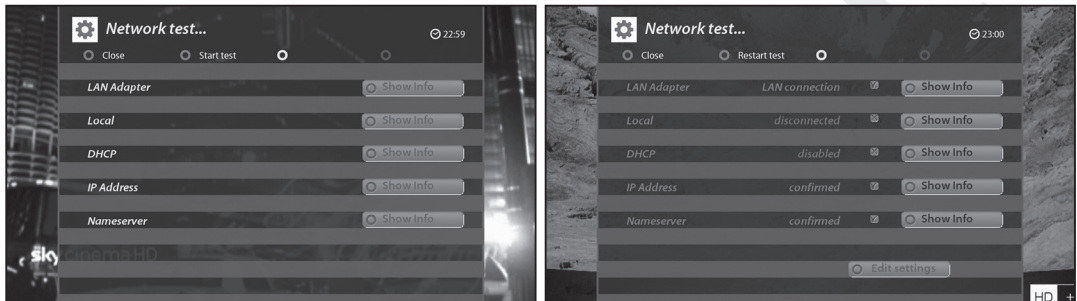 Network test...
22:59
Close Start test
LAN Adapter Show Info
Local Show Info
DHCP Show Info
IP Address Show Info
Nameserver Show Info
sky cinema HD
Network test...
23:00
Close Restart test
LAN Adapter LAN connection Show Info
Local disconnected Show Info
DHCP disabled Show Info
IP Address confirmed Show Info
Nameserver confirmed Show Info
Edit settings
HD +